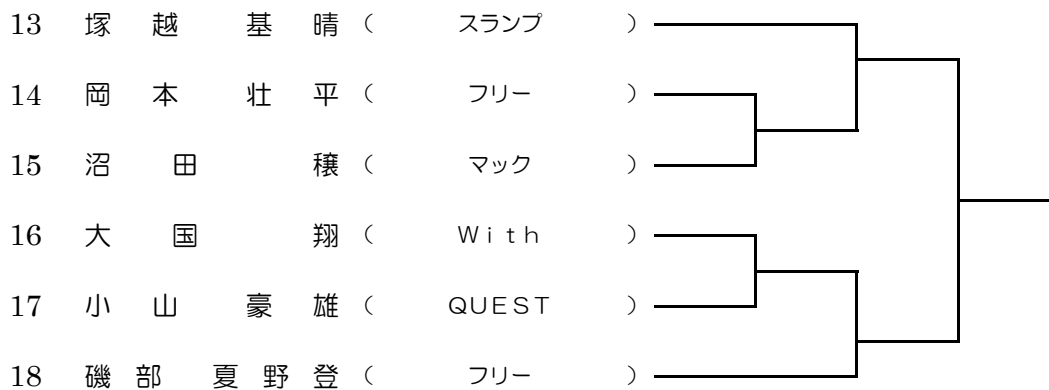 13 塚越 基晴 ( スランプ )
14 岡本 壮平 ( フリー )
15 沼田 穣 ( マック )
16 大国 翔 ( With )
17 小山 豪雄 ( QUEST )
18 磯部 夏野登 ( フリー )